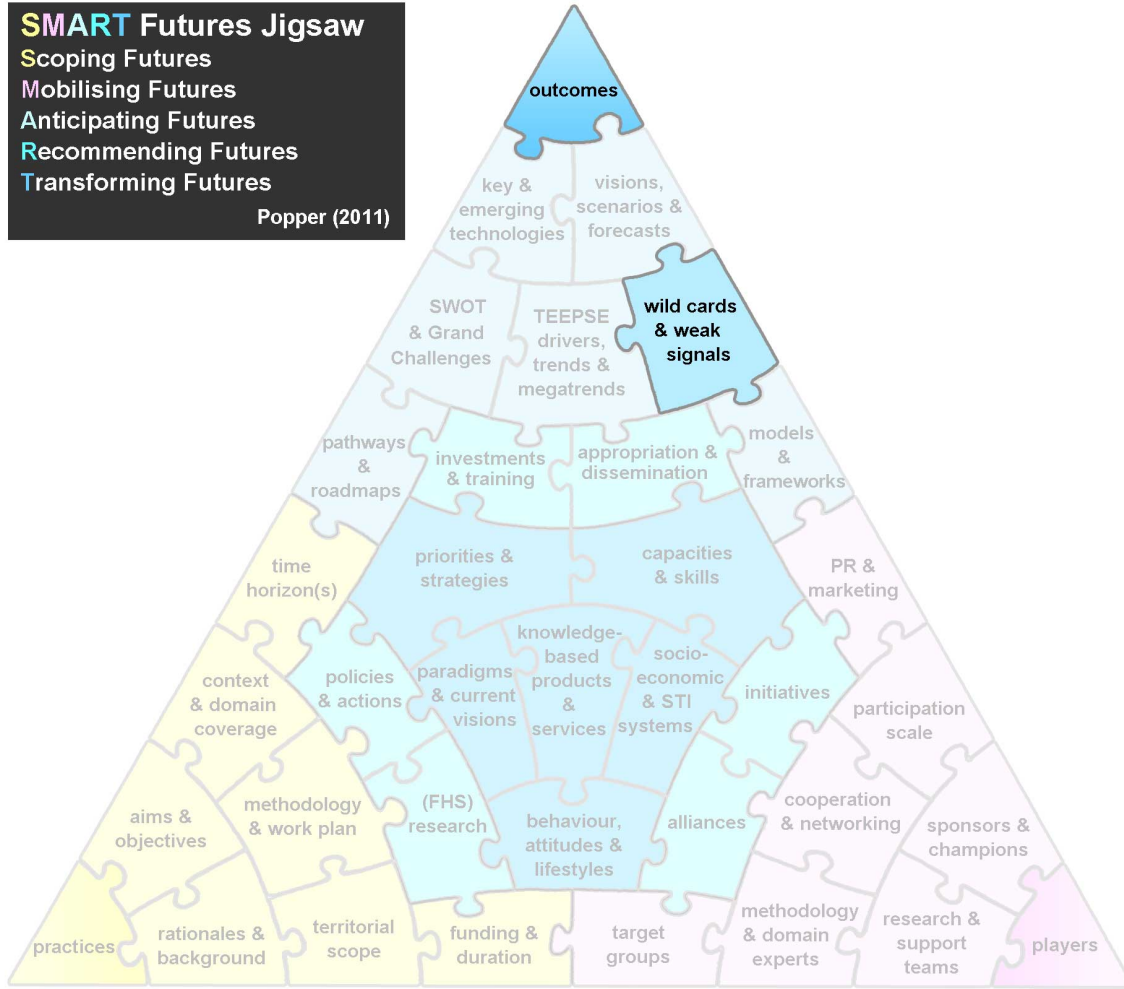 SMART Futures Jigsaw
Scoping Futures
Mobilising Futures
Anticipating Futures
Recommending Futures
Transforming Futures
Popper (2011)
outcomes
key &
emerging
technologies
visions,
scenarios &
forecasts
SWOT
& Grand
Challenges
TEEPSE
drivers,
trends &
megatrends
wild cards
& weak
signals
pathways
&
roadmaps
investments
& training
appropriation &
dissemination
models
&
frameworks
time
horizon(s)
priorities &
strategies
capacities
& skills
PR &
marketing
context
& domain
coverage
policies
& actions
paradigms
& current
visions
knowledge-
based
products
&
services
socio-
economic
& STI
systems
initiatives
participation
scale
aims &
objectives
methodology
& work plan
(FHS)
research
behaviour,
attitudes &
lifestyles
alliances
cooperation
& networking
sponsors &
champions
practices
rationales &
background
territorial
scope
funding &
duration
target
groups
methodology
& domain
experts
research &
support
teams
players